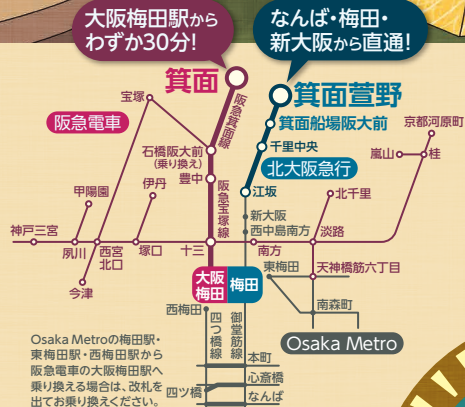 大阪梅田駅から
わずか30分!
なんば・梅田・
新大阪から直通!
箕面
箕面萱野
宝塚
阪急箕面線
箕面船場阪大前
京都河原町
阪急電車
石橋阪大前
(乗り換え)
千里中央
嵐山
桂
北大阪急行
豊中
甲陽園
伊丹
阪急宝塚線
江坂
北千里
新大阪
神戸三宮
西中島南方
淡路
夙川
西宮
北口
塚口
十三
南方
今津
大阪
梅田
梅田
東梅田
天神橋筋六丁目
西梅田
南森町
四つ橋線
御堂筋線
Osaka Metro
本町
心斎橋
四ツ橋
なんば
Osaka Metroの梅田駅・
東梅田駅・西梅田駅から
阪急電車の大阪梅田駅へ
乗り換える場合は、改札を
出てお乗り換えください。